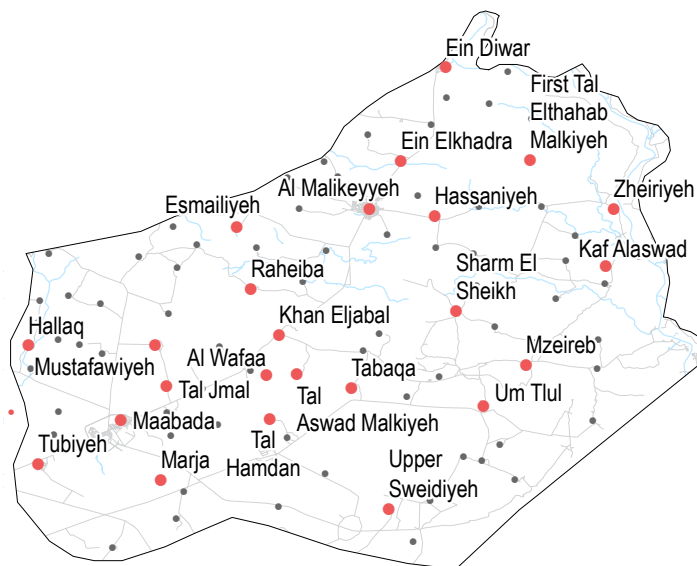 Ein Diwar
First Tal
Elthahab
Malkiyeh
Ein Elkhadra
Al Malikeyyeh
Hassaniyeh
Zheiriyeh
Esmailiyeh
Kaf Alaswad
Raheiba
Sharm El
Sheikh
Khan Eljabal
Hallaq
Mustafawiyeh
Al Wafaa
Tabaqa
Mzeireb
Tal Jmal
Tal
Aswad Malkiyeh
Um Tlul
Maabada
Tal
Hamdan
Tubiyeh
Marja
Upper
Sweidiyeh